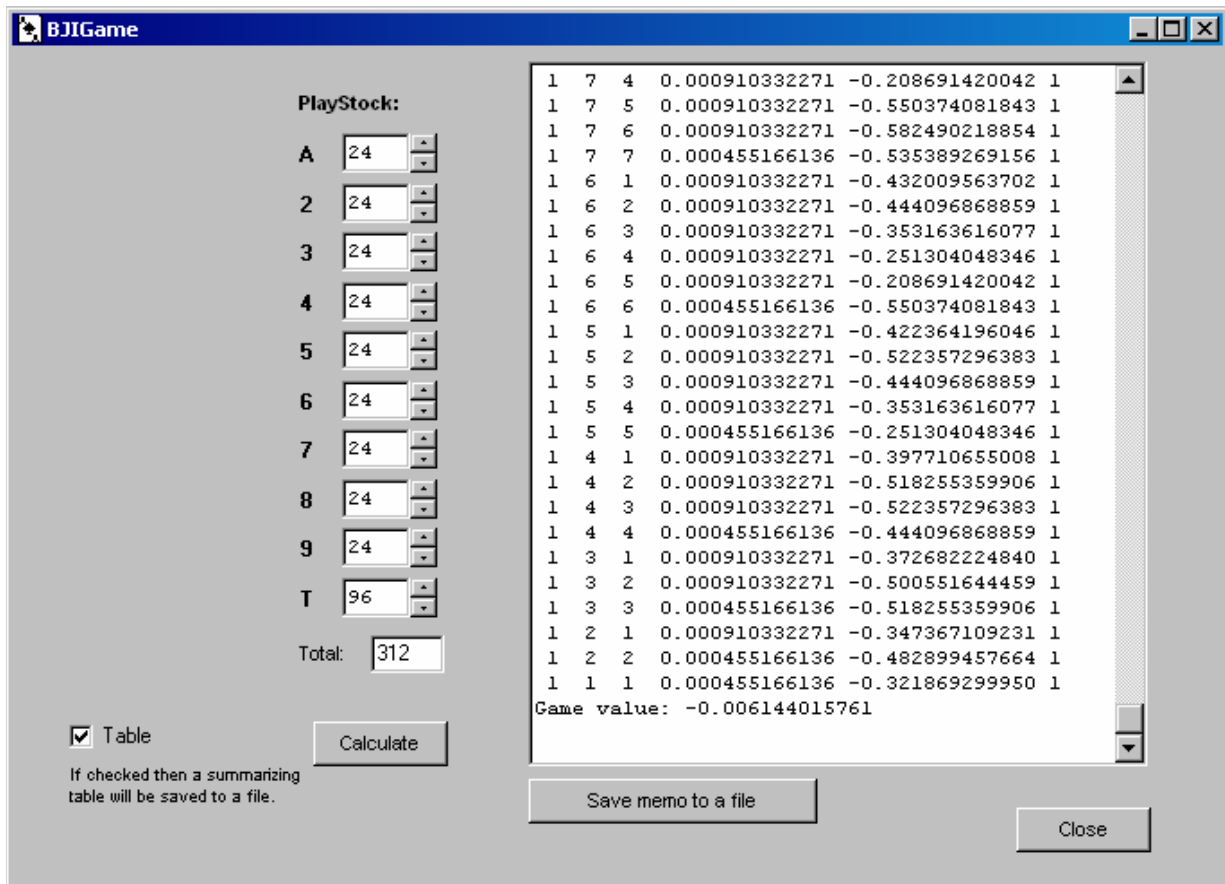 BJIGame
PlayStock:
A 24
2 24
3 24
4 24
5 24
6 24
7 24
8 24
9 24
T 96
Total: 312
Table
If checked then a summarizing
table will be saved to a file.
Calculate
1 7 4 0.000910332271 -0.208691420042 1
1 7 5 0.000910332271 -0.550374081843 1
1 7 6 0.000910332271 -0.582490218854 1
1 7 7 0.000455166136 -0.535389269156 1
1 6 1 0.000910332271 -0.432009563702 1
1 6 2 0.000910332271 -0.444096868859 1
1 6 3 0.000910332271 -0.353163616077 1
1 6 4 0.000910332271 -0.251304048346 1
1 6 5 0.000910332271 -0.208691420042 1
1 6 6 0.000455166136 -0.550374081843 1
1 5 1 0.000910332271 -0.422364196046 1
1 5 2 0.000910332271 -0.522357296383 1
1 5 3 0.000910332271 -0.444096868859 1
1 5 4 0.000910332271 -0.353163616077 1
1 5 5 0.000455166136 -0.251304048346 1
1 4 1 0.000910332271 -0.397710655008 1
1 4 2 0.000910332271 -0.518255359906 1
1 4 3 0.000910332271 -0.522357296383 1
1 4 4 0.000455166136 -0.444096868859 1
1 3 1 0.000910332271 -0.372682224840 1
1 3 2 0.000910332271 -0.500551644459 1
1 3 3 0.000455166136 -0.518255359906 1
1 2 1 0.000910332271 -0.347367109231 1
1 2 2 0.000455166136 -0.482899457664 1
1 1 1 0.000455166136 -0.321869299950 1
Game value: -0.006144015761
Save memo to a file
Close